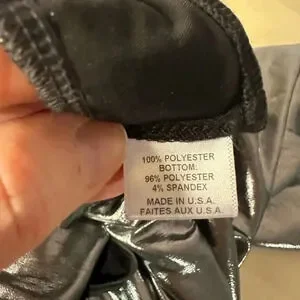 100% POLYESTER
BOTTOM:
96% POLYESTER
4% SPANDEX
MADE IN U.S.A.
FAITES AUX U.S.A.